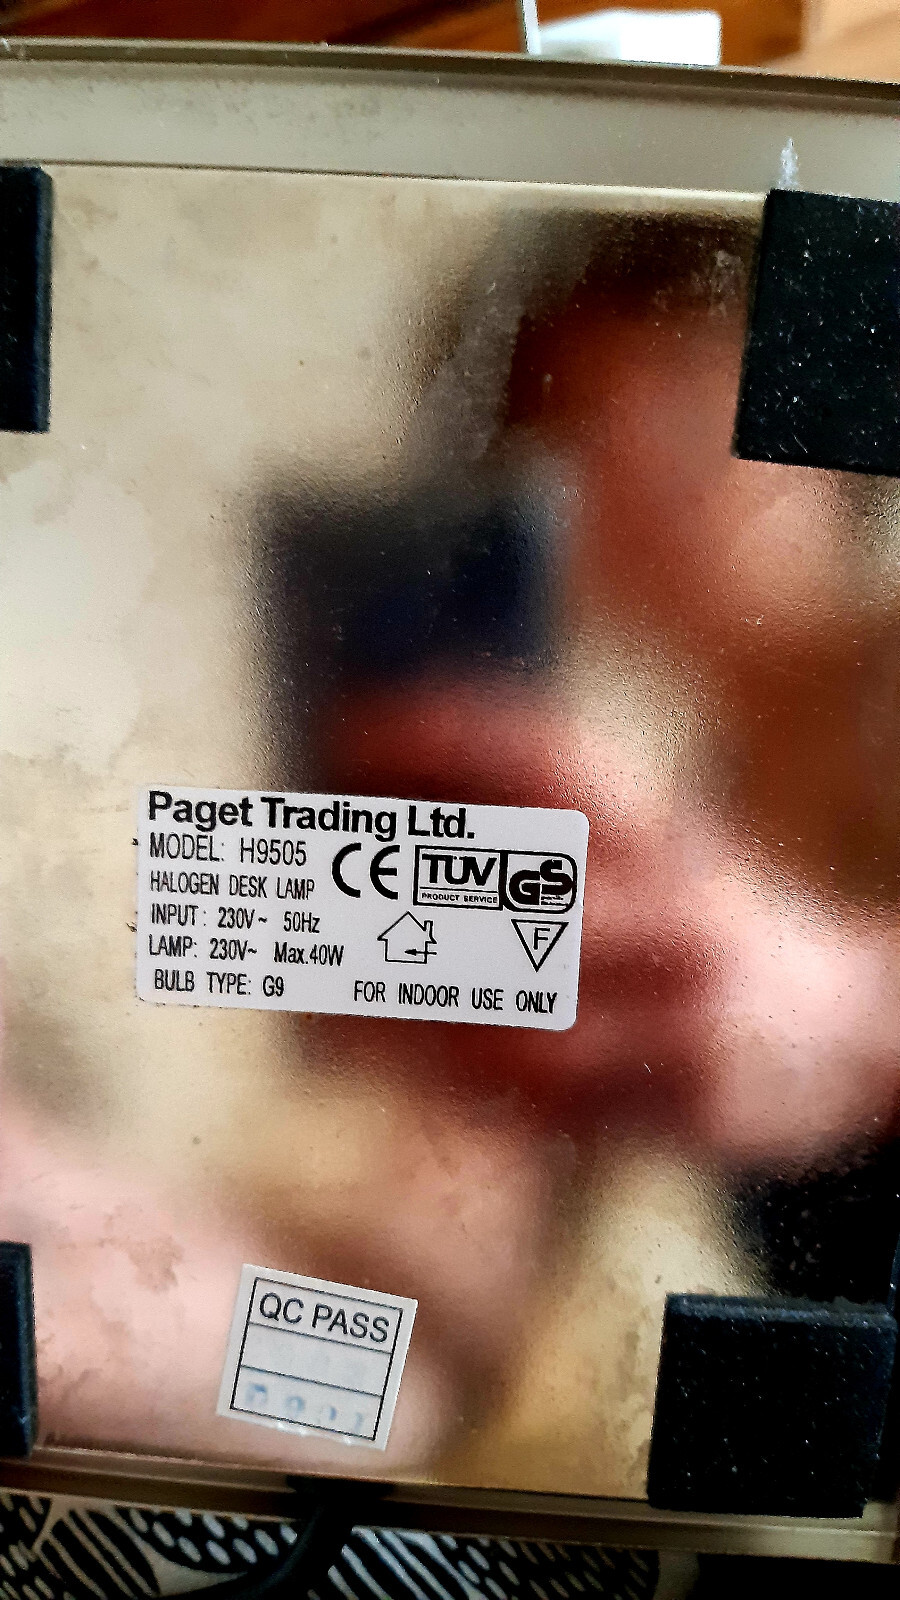 Paget Trading Ltd.
MODEL: H9505
CE
TÜV
PRODUCT SERVICE
GS
HALOGEN DESK LAMP
INPUT: 230V~ 50Hz
LAMP: 230V~ Max.40W
F
BULB TYPE: G9
FOR INDOOR USE ONLY
QC PASS